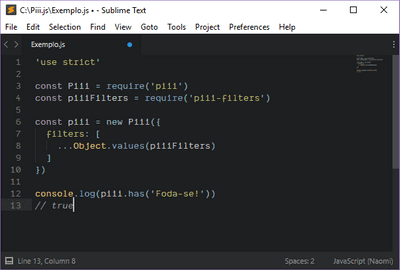 C:\Piii.js\Exemplo.js • - Sublime Text
File Edit Selection Find View Goto Tools Project Preferences Help
Exemplo.js
1 'use strict'
2
3 const Piii = require('piii')
4 const piiiFilters = require('piii-filters')
5
6 const piii = new Piii({
7 filters: [
8 ...Object.values(piiiFilters)
9 ]
10 })
11
12 console.log(piii.has('Foda-se!'))
13 // true
Line 13, Column 8 Spaces: 2 JavaScript (Naomi)